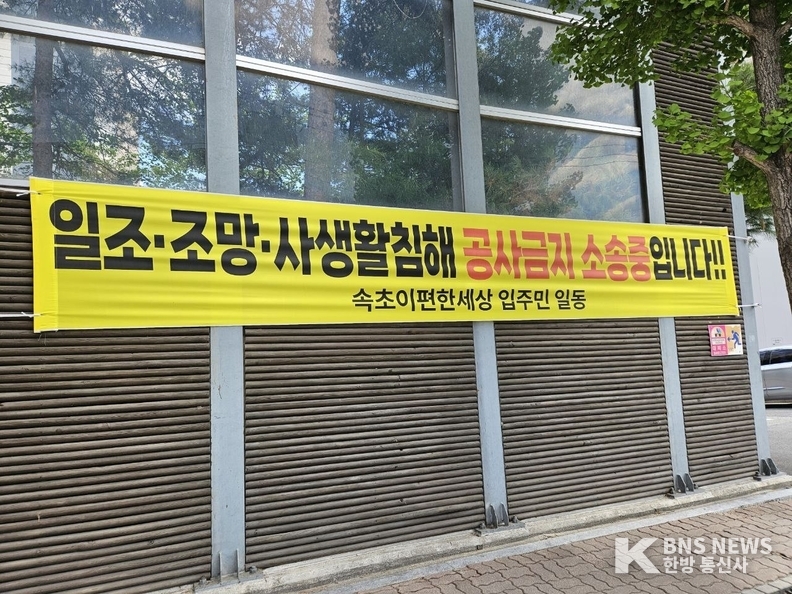 일조·조망·사생활침해 공사금지 소송중입니다!!
속초이편한세상 입주민 일동
K BNS NEWS
한방 통신사